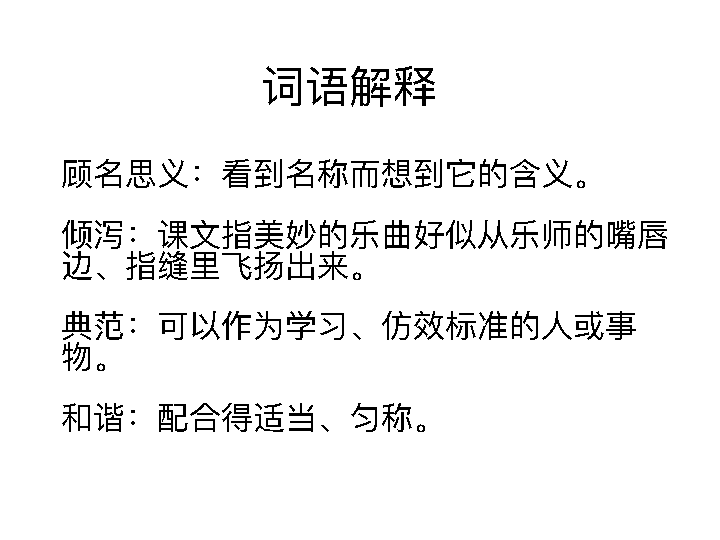 词语解释
顾名思义：看到名称而想到它的含义。
倾泻：课文指美妙的乐曲好似从乐师的嘴唇
边、指缝里飞扬出来。
典范：可以作为学习、仿效标准的人或事
物。
和谐：配合得适当、匀称。